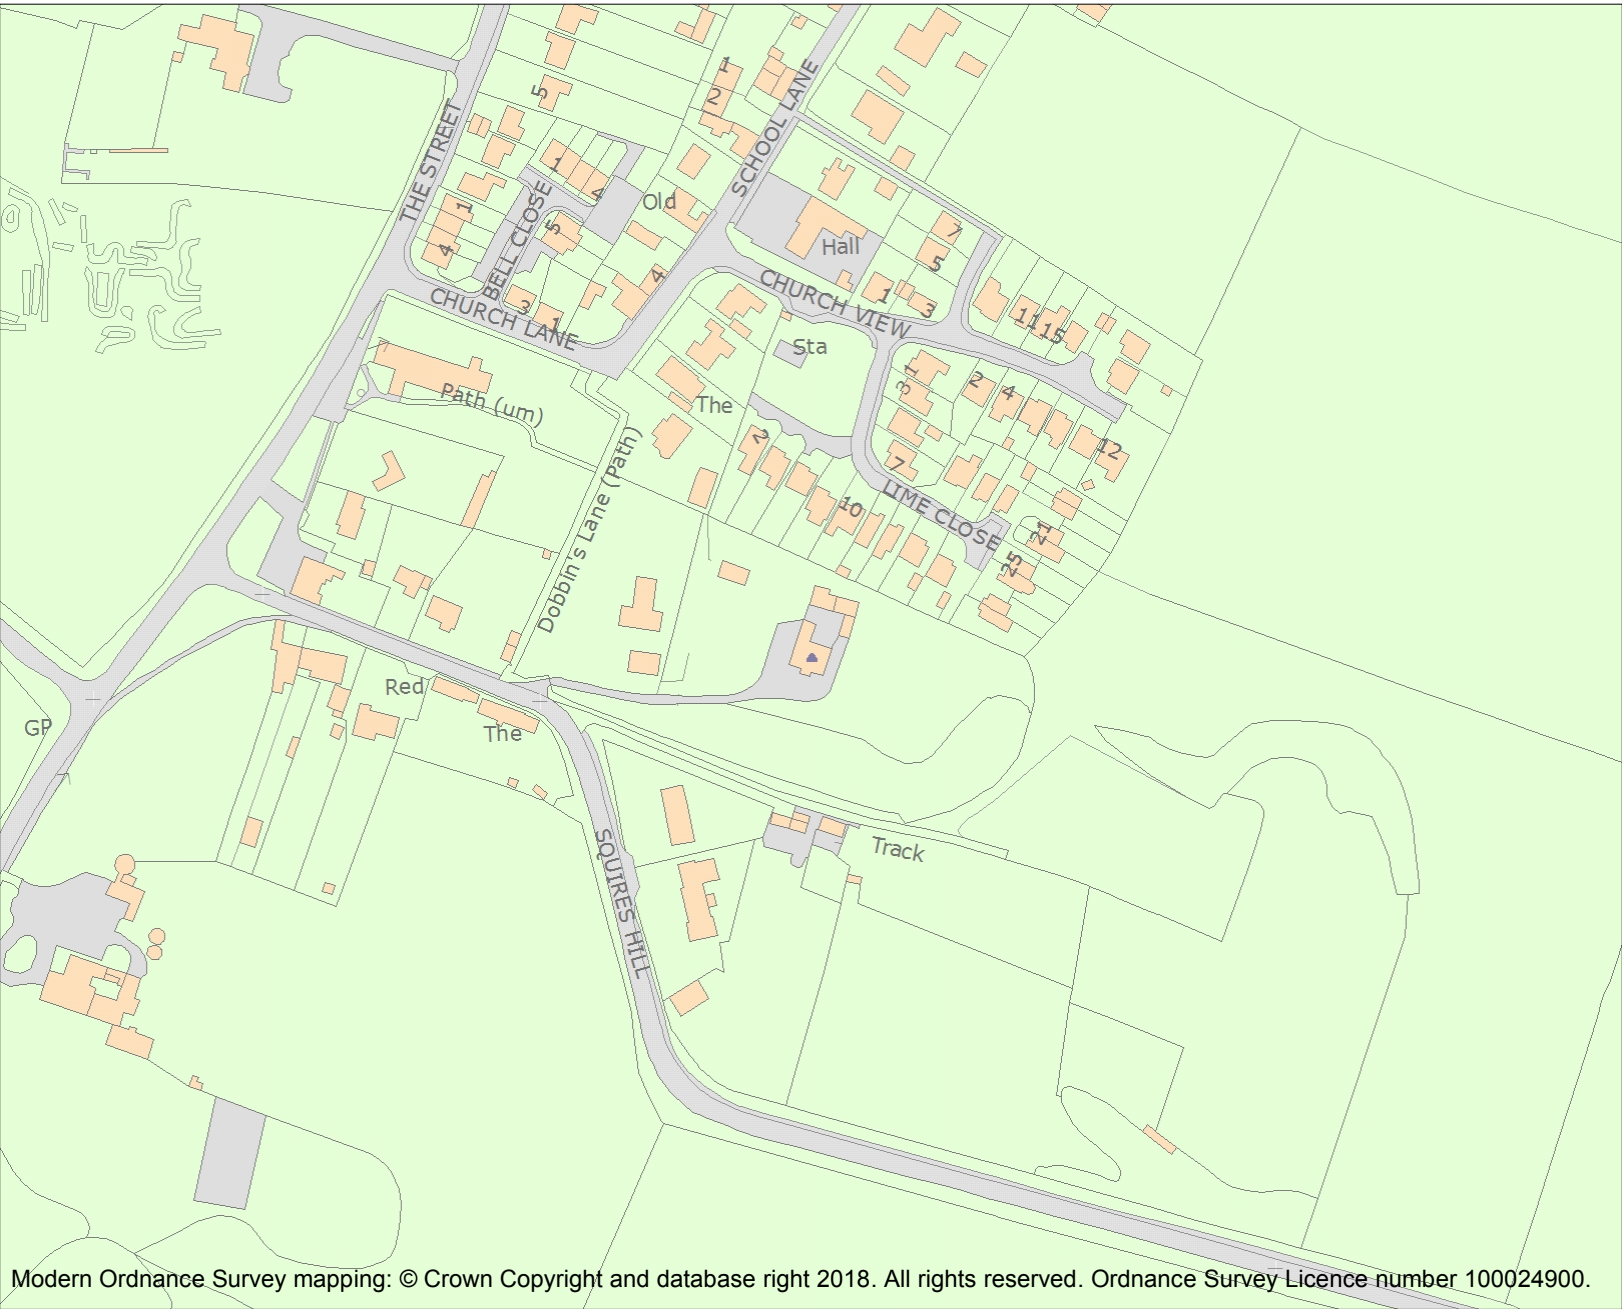 1
2
5
SCHOOL LANE
THE STREET
1
4
Old
1
7
5
BELL CLOSE
5
Hall
4
4
CHURCH VIEW
1
3
CHURCH LANE
3
1
11
15
Sta
1
3
2
4
The
Path (um)
2
12
7
10
LIME CLOSE
21
25
Dobbin's Lane (Path)
Red
The
GP
SQUIRES HILL
Track
Modern Ordnance Survey mapping: © Crown Copyright and database right 2018. All rights reserved. Ordnance Survey Licence number 100024900.